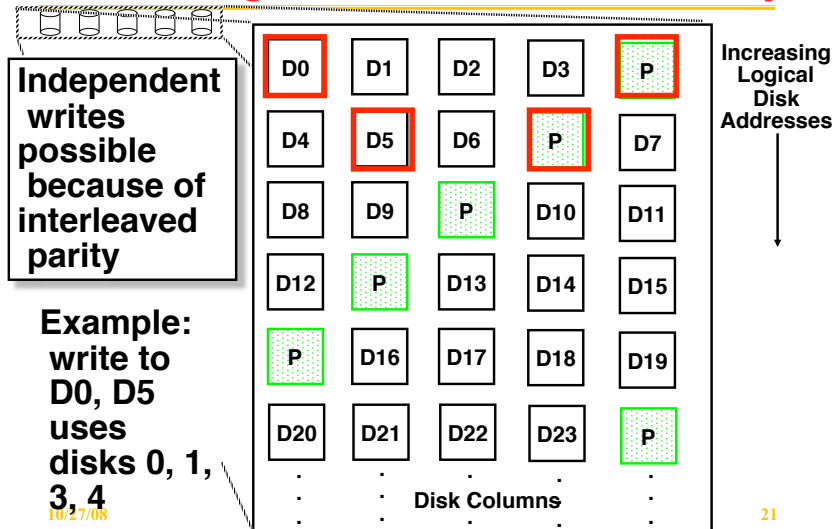 Independent
writes
possible
because of
interleaved
parity
Example:
write to
D0, D5
uses
disks 0, 1,
3, 4
D0 D1 D2 D3 P
D4 D5 D6 P D7
D8 D9 P D10 D11
D12 P D13 D14 D15
P D16 D17 D18 D19
D20 D21 D22 D23 P
Disk Columns
Increasing
Logical
Disk
Addresses
10/27/08
21